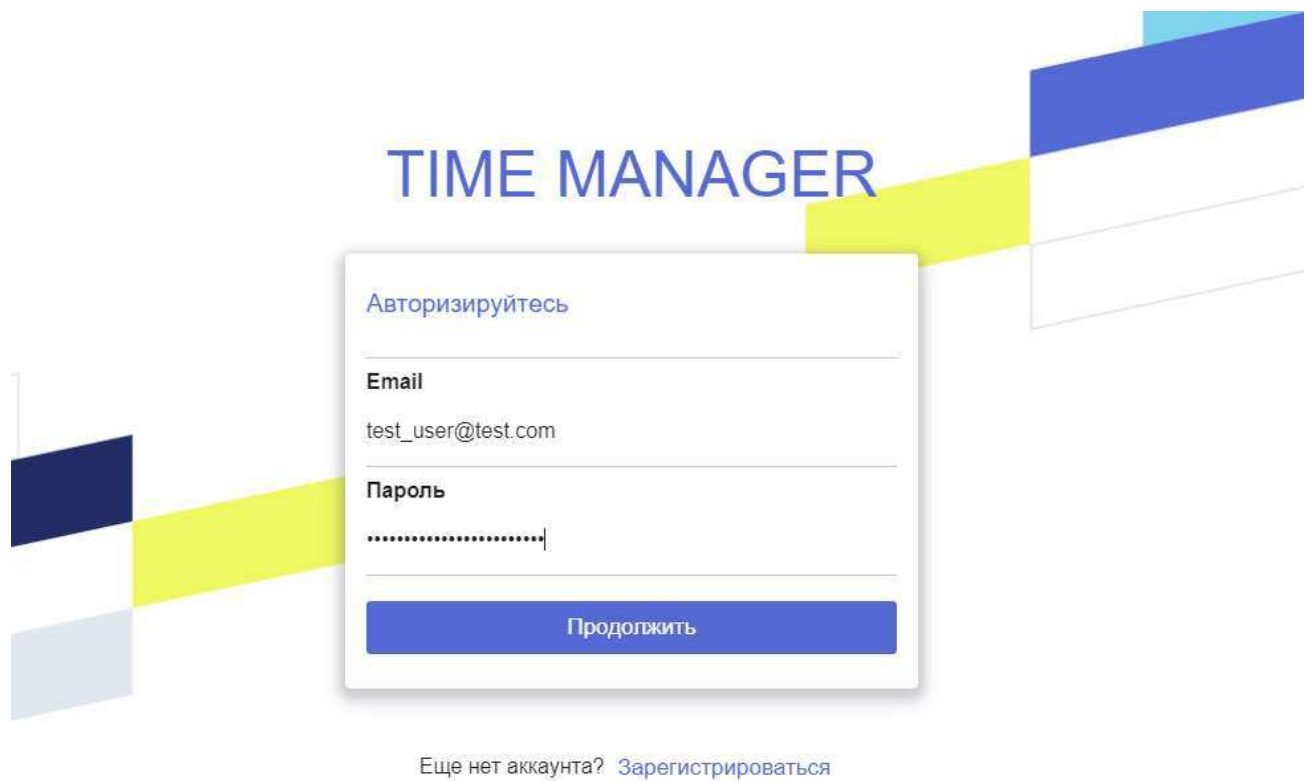 TIME MANAGER
Авторизируйтесь
Email
test_user@test.com
Пароль
••••••••••••••••••••••••
Продолжить
Еще нет аккаунта? Зарегистрироваться